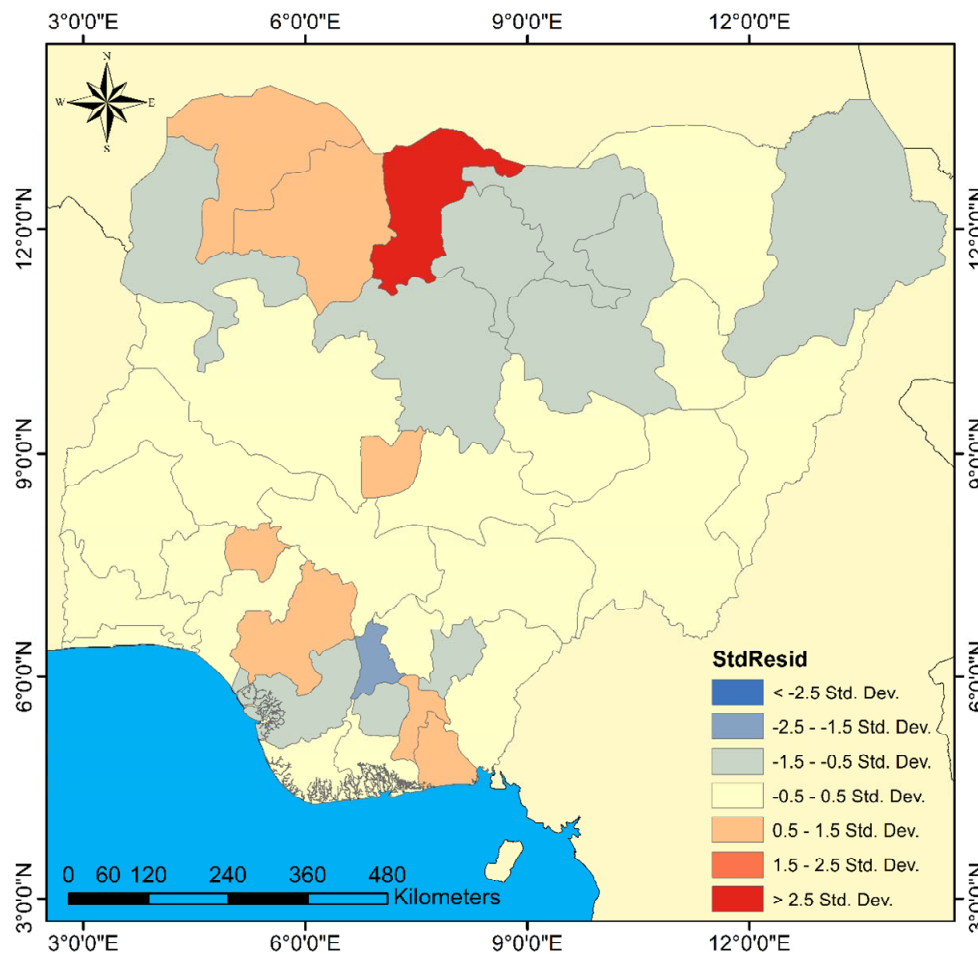 3°0'0"E 6°0'0"E 9°0'0"E 12°0'0"E
N
W E
S
12°0'0"N 12°0'0"N
9°0'0"N 9°0'0"N
6°0'0"N 6°0'0"N
3°0'0"N 3°0'0"N
StdResid
< -2.5 Std. Dev.
-2.5 - -1.5 Std. Dev.
-1.5 - -0.5 Std. Dev.
-0.5 - 0.5 Std. Dev.
0.5 - 1.5 Std. Dev.
1.5 - 2.5 Std. Dev.
> 2.5 Std. Dev.
0 60 120 240 360 480
Kilometers
3°0'0"E 6°0'0"E 9°0'0"E 12°0'0"E